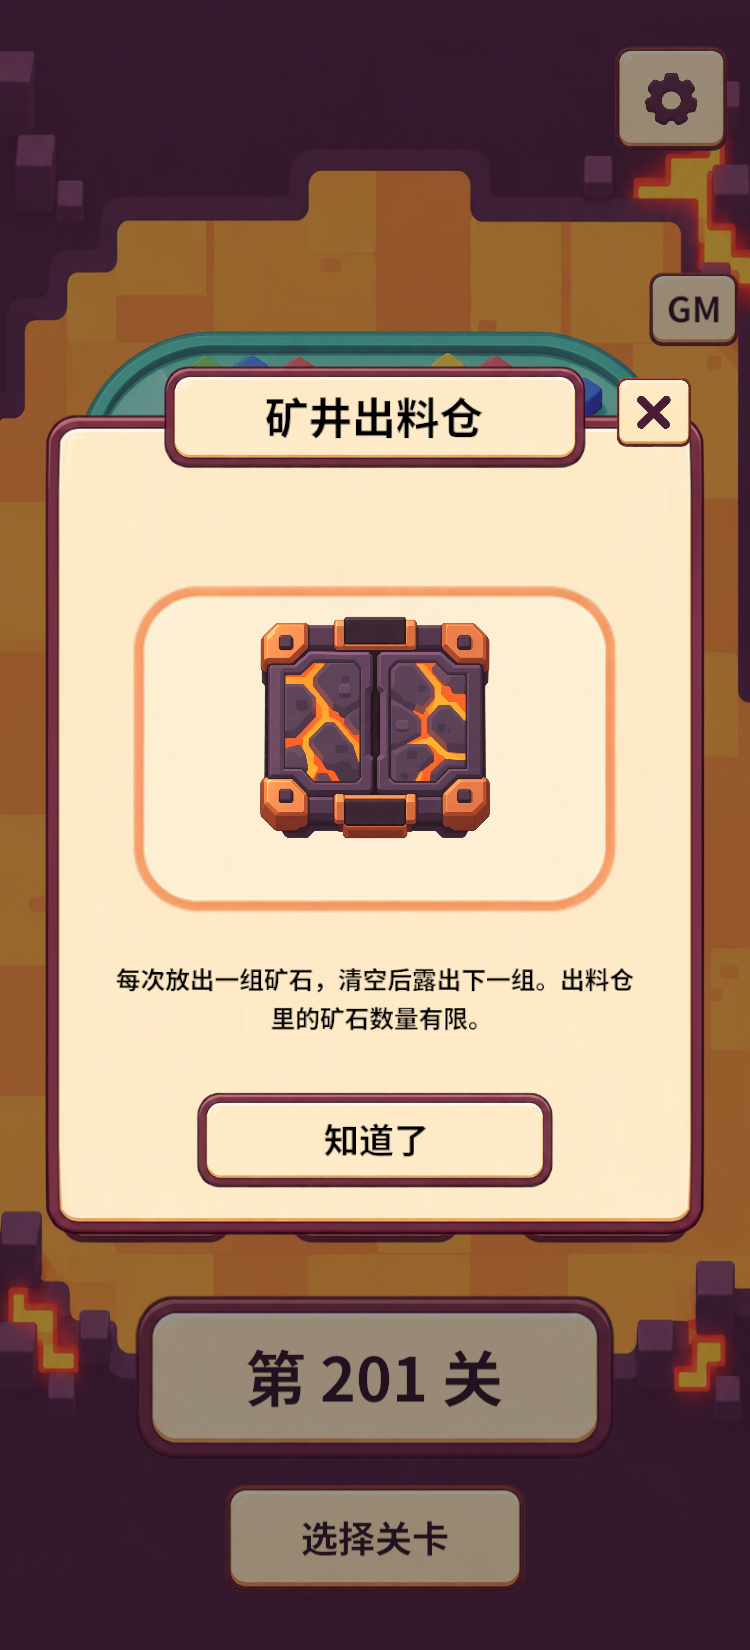 GM
矿井出料仓
每次放出一组矿石，清空后露出下一组。出料仓
里的矿石数量有限。
知道了
第 201 关
选择关卡